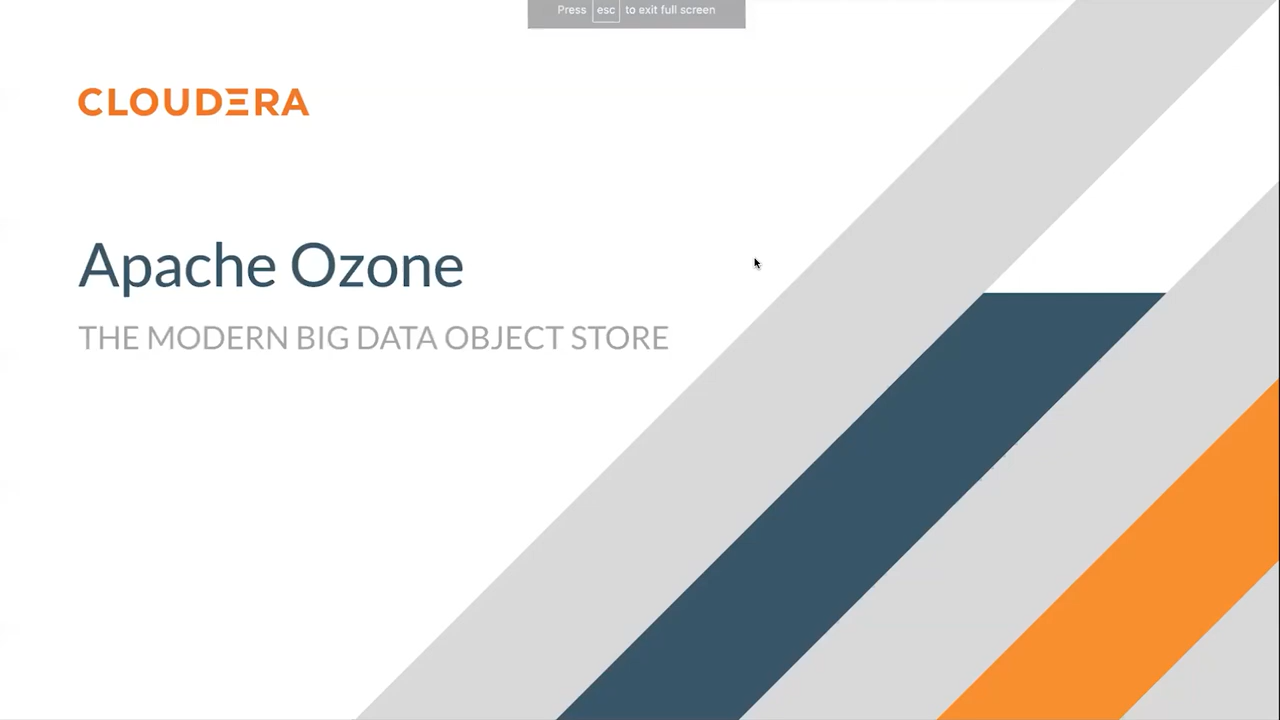 Press esc to exit full screen
CLOUDERA
Apache Ozone
THE MODERN BIG DATA OBJECT STORE